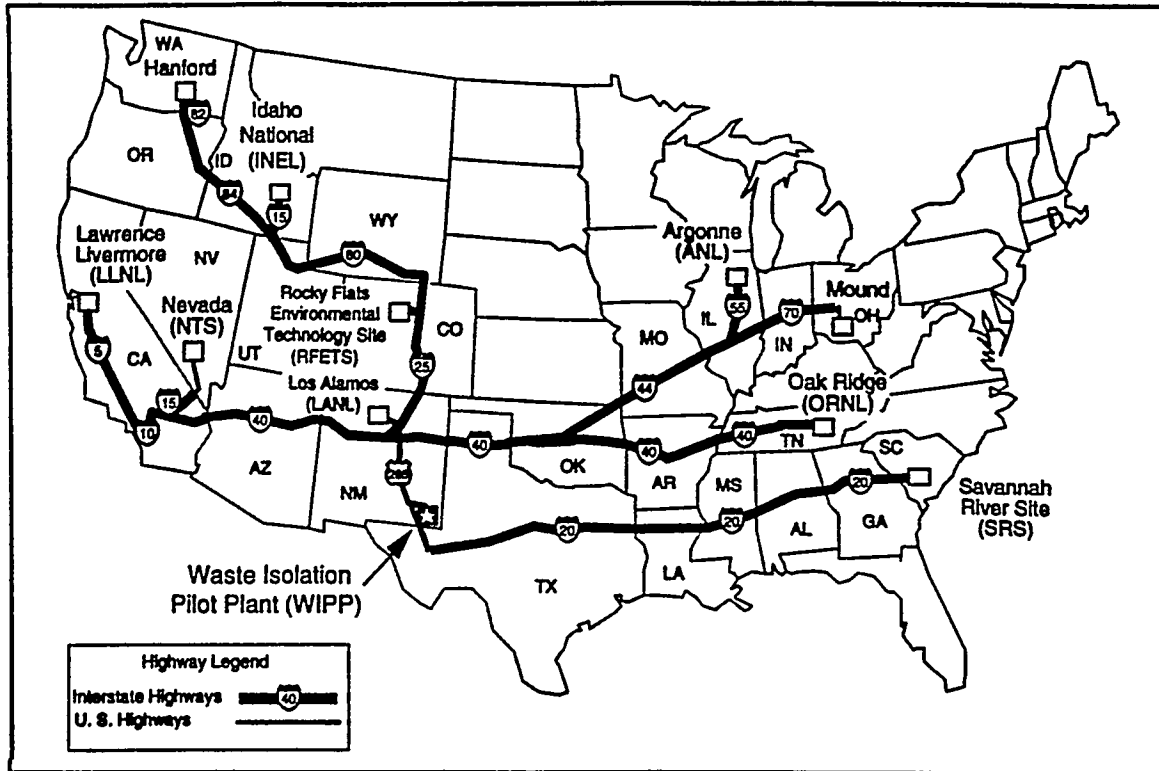 WA
Hanford
82
Idaho
National
(INEL)
OR
ID
84
15
WY
80
Lawrence
Livermore
(LLNL)
NV
Nevada
(NTS)
Rocky Flats
Environmental
Technology Site
(RFETS)
CO
UT
25
Los Alamos
(LANL)
5
CA
15
10
40
AZ
NM
285
Argonne
(ANL)
55
IL
Mound
OH
70
IN
MO
44
Oak Ridge
(ORNL)
40
OK
40
40
TN
AR
MS
SC
20
Savannah
River Site
(SRS)
20
20
AL
GA
LA
TX
Waste Isolation
Pilot Plant (WIPP)
Highway Legend
Interstate Highways 40
U. S. Highways